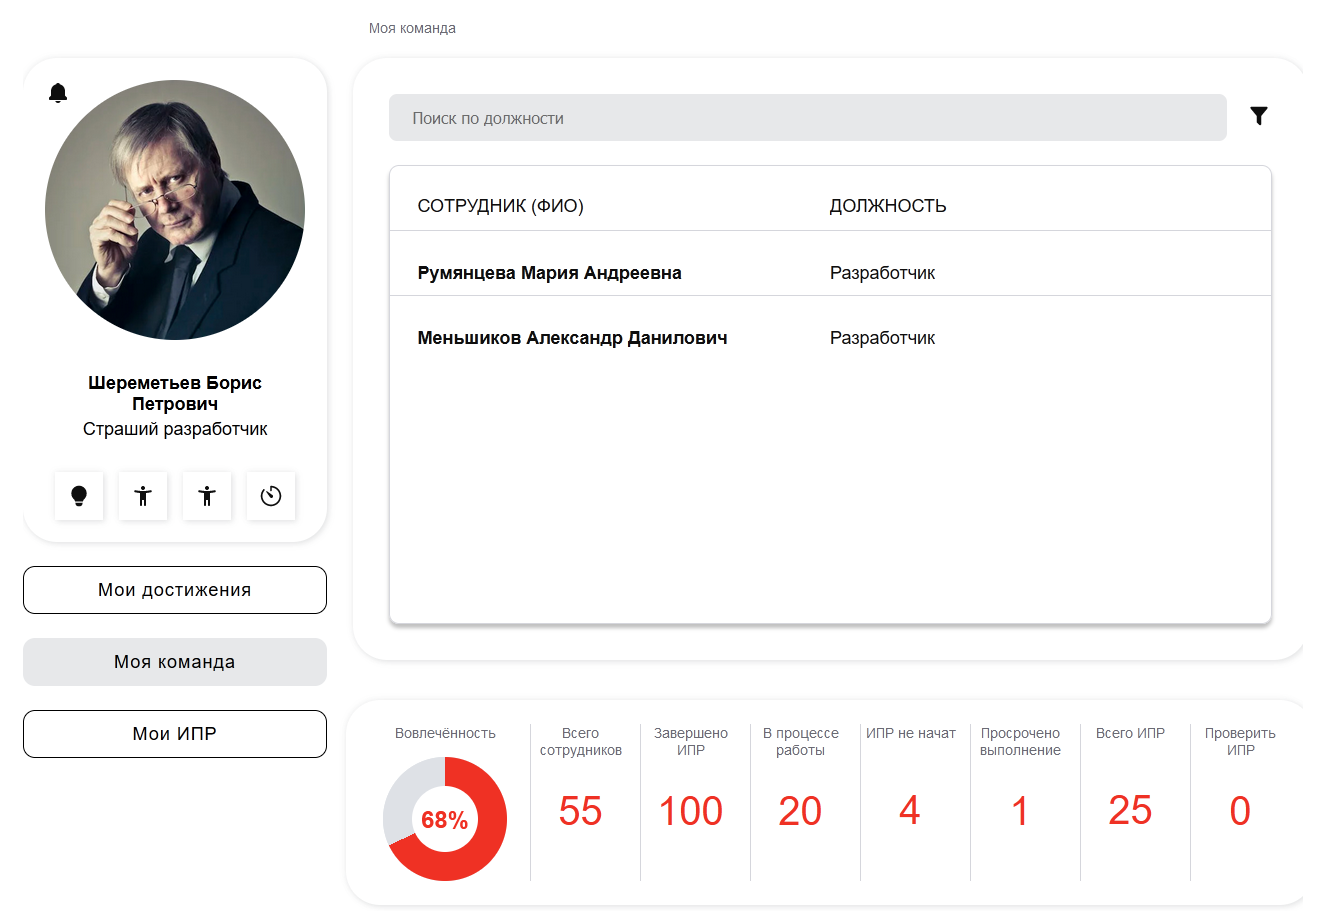 Моя команда
Поиск по должности
СОТРУДНИК (ФИО) ДОЛЖНОСТЬ
Румянцева Мария Андреевна Разработчик
Меньшиков Александр Данилович Разработчик
Шереметьев Борис
Петрович
Страший разработчик
Мои достижения
Моя команда
Мои ИПР
Вовлечённость
68%
Всего
сотрудников
55
Завершено
ИПР
100
В процессе
работы
20
ИПР не начат
4
Просрочено
выполнение
1
Всего ИПР
25
Проверить
ИПР
0